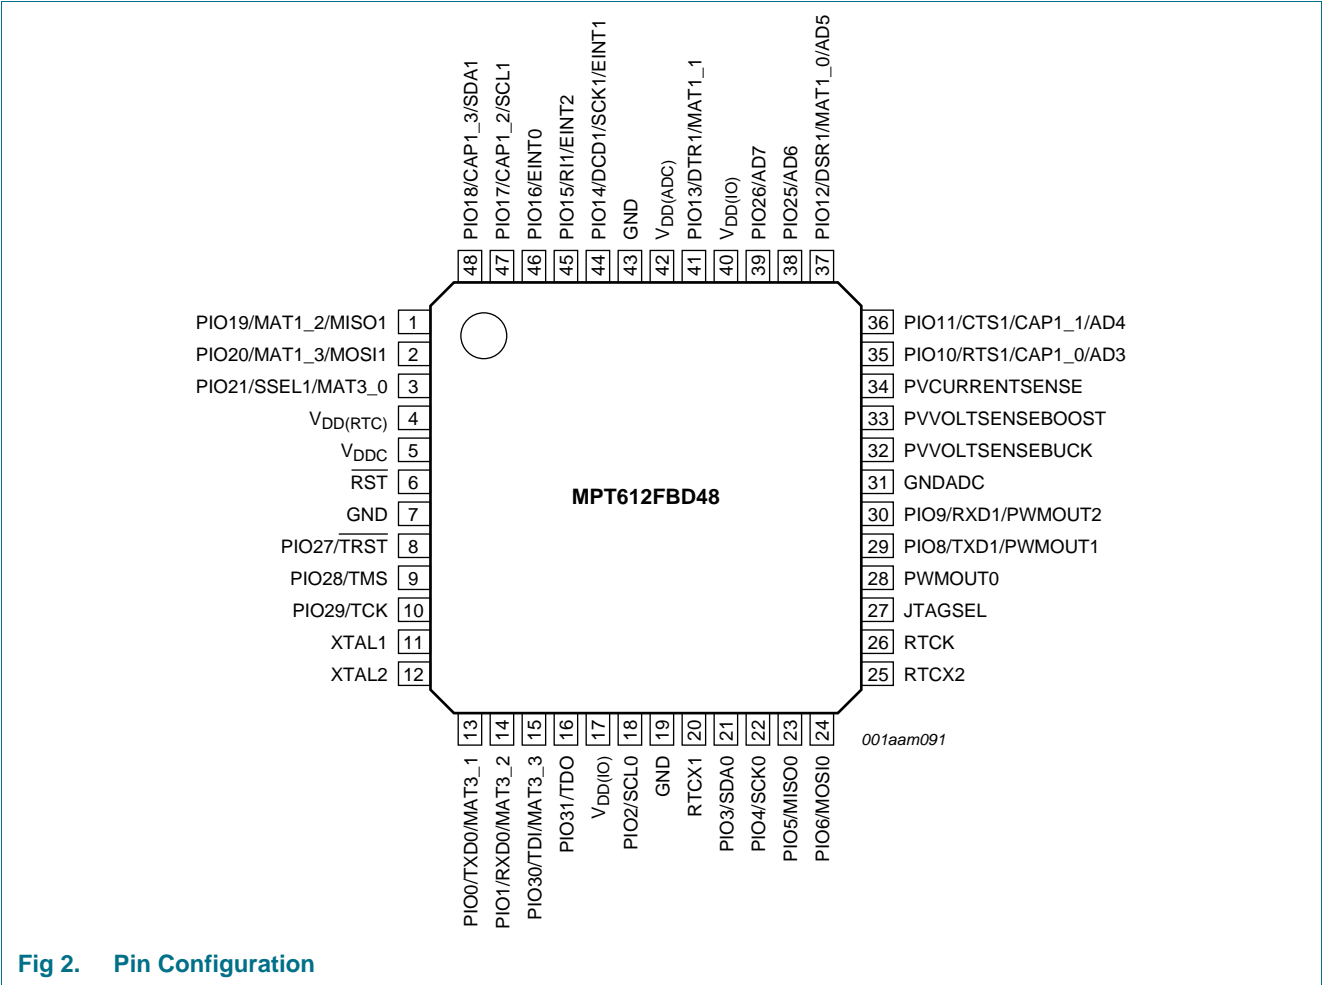 PIO18/CAP1_3/SDA1
PIO17/CAP1_2/SCL1
PIO16/EINT0
PIO15/RI1/EINT2
PIO14/DCD1/SCK1/EINT1
GND
VDD(ADC)
PIO13/DTR1/MAT1_1
VDD(IO)
PIO26/AD7
PIO25/AD6
PIO12/DSR1/MAT1_0/AD5
48 47 46 45 44 43 42 41 40 39 38 37
PIO19/MAT1_2/MISO1 1
PIO20/MAT1_3/MOSI1 2
PIO21/SSEL1/MAT3_0 3
VDD(RTC) 4
VDDC 5
RST 6
GND 7
PIO27/TRST 8
PIO28/TMS 9
PIO29/TCK 10
XTAL1 11
XTAL2 12
MPT612FBD48
36 PIO11/CTS1/CAP1_1/AD4
35 PIO10/RTS1/CAP1_0/AD3
34 PVCURRENTSENSE
33 PVVOLTSENSEBOOST
32 PVVOLTSENSEBUCK
31 GNDADC
30 PIO9/RXD1/PWMOUT2
29 PIO8/TXD1/PWMOUT1
28 PWMOUT0
27 JTAGSEL
26 RTCK
25 RTCX2
13 14 15 16 17 18 19 20 21 22 23 24
PIO0/TXD0/MAT3_1
PIO1/RXD0/MAT3_2
PIO30/TDI/MAT3_3
PIO31/TDO
VDD(IO)
PIO2/SCL0
GND
RTCX1
PIO3/SDA0
PIO4/SCK0
PIO5/MISO0
PIO6/MOSI0
001aam091
Fig 2. Pin Configuration